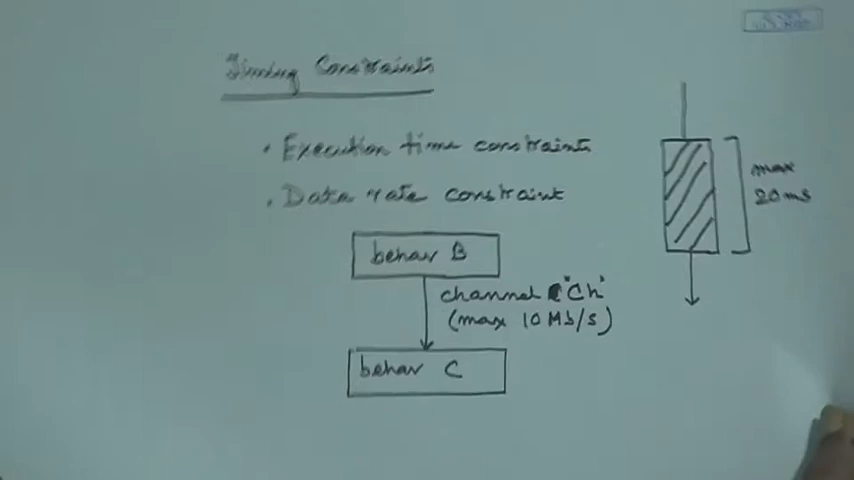 Timing Constraints
• Execution time constraints
• Data rate constraint
behav B
channel "Ch"
(max 10 Mb/s)
behav C
max
20 ms